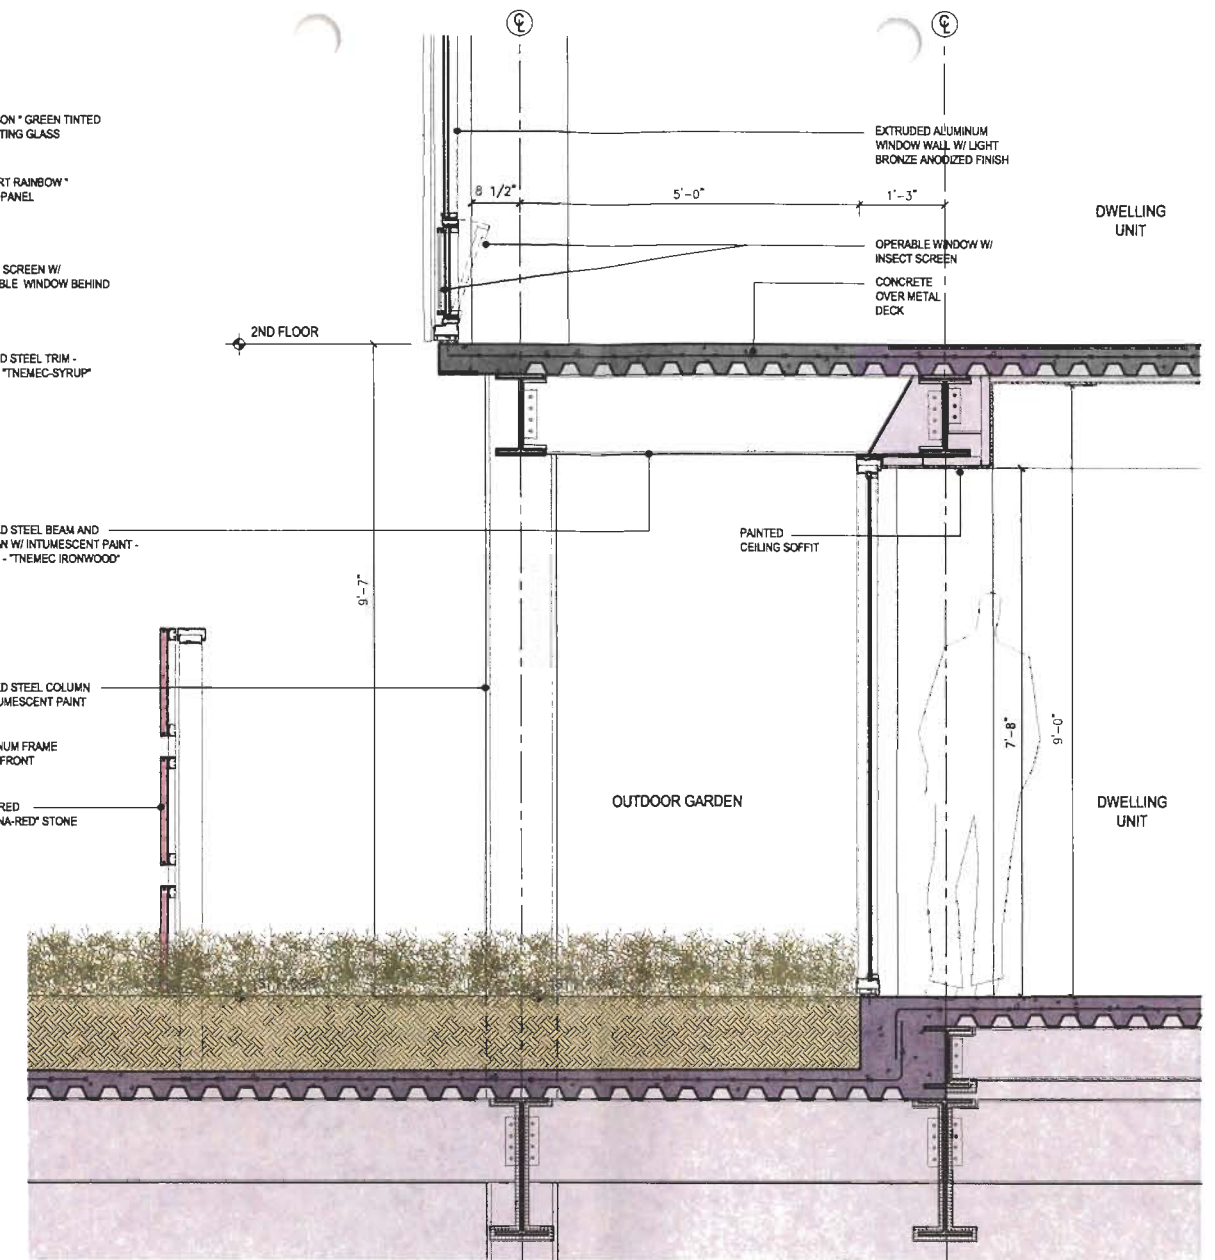 ON " GREEN TINTED
TING GLASS
RT RAINBOW "
PANEL
SCREEN W/
BLE WINDOW BEHIND
D STEEL TRIM -
"TNEMEC-SYRUP"
D STEEL BEAM AND
N W/ INTUMESCENT PAINT -
- "TNEMEC IRONWOOD"
D STEEL COLUMN
UMESCENT PAINT
NUM FRAME
FRONT
RED
NA-RED" STONE
℄
℄
EXTRUDED ALUMINUM
WINDOW WALL W/ LIGHT
BRONZE ANODIZED FINISH
8 1/2"
5'-0"
1'-3"
DWELLING
UNIT
OPERABLE WINDOW W/
INSECT SCREEN
CONCRETE
OVER METAL
DECK
2ND FLOOR
PAINTED
CEILING SOFFIT
9'-7"
7'-8"
9'-0"
OUTDOOR GARDEN
DWELLING
UNIT